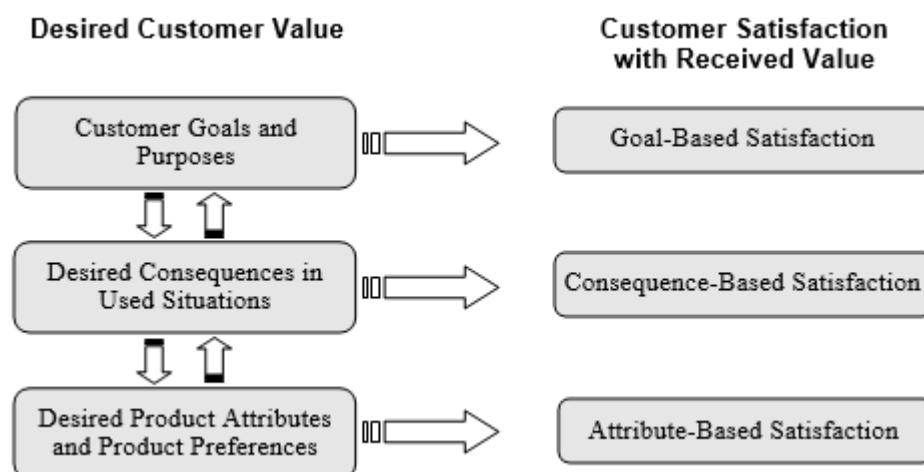 Desired Customer Value
Customer Satisfaction
with Received Value
Customer Goals and
Purposes
Goal-Based Satisfaction
Desired Consequences in
Used Situations
Consequence-Based Satisfaction
Desired Product Attributes
and Product Preferences
Attribute-Based Satisfaction